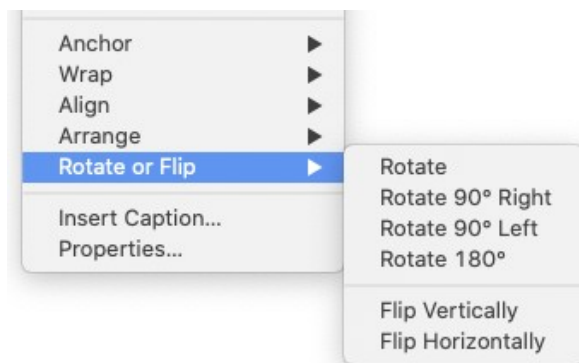 Anchor
Wrap
Align
Arrange
Rotate or Flip
Insert Caption...
Properties...
Rotate
Rotate 90° Right
Rotate 90° Left
Rotate 180°
Flip Vertically
Flip Horizontally